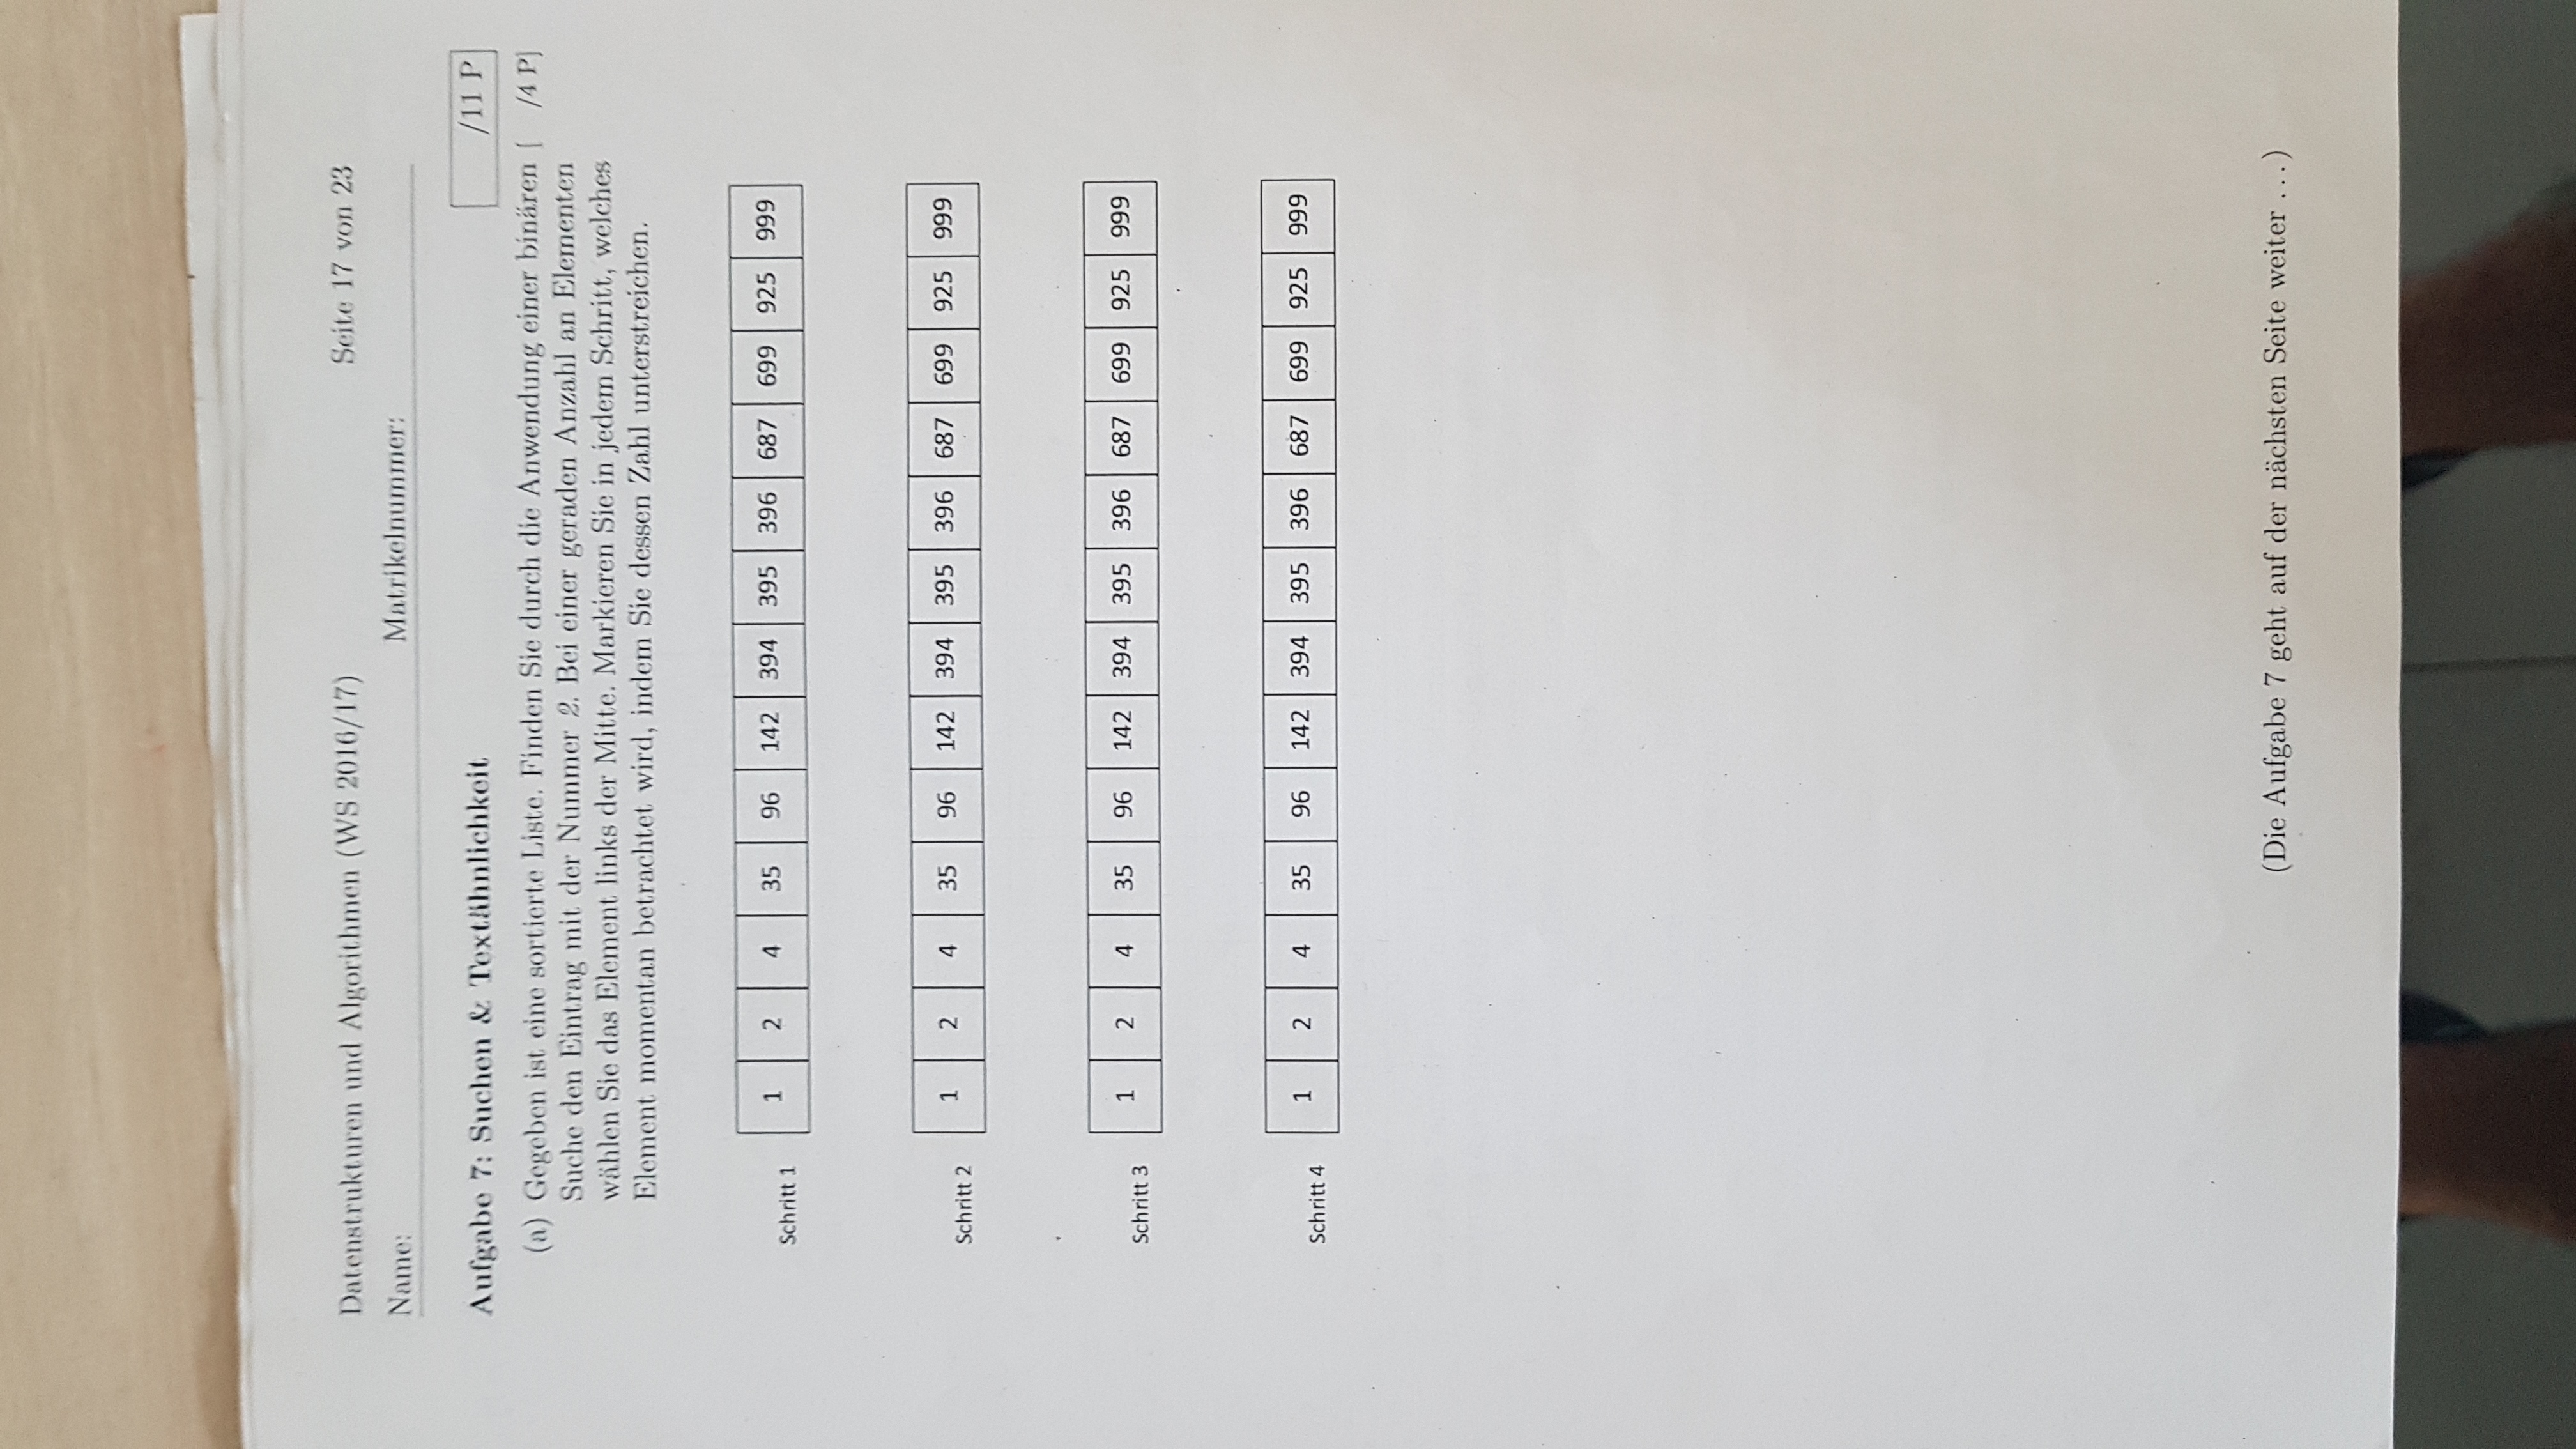 Datenstrukturen und Algorithmen (WS 2016/17) Seite 17 von 23
Name: Matrikelnummer:
Aufgabe 7: Suchen & Textähnlichkeit /11 P
(a) Gegeben ist eine sortierte Liste. Finden Sie durch die Anwendung einer binären [ /4 P]
Suche den Eintrag mit der Nummer 2. Bei einer geraden Anzahl an Elementen
wählen Sie das Element links der Mitte. Markieren Sie in jedem Schritt, welches
Element momentan betrachtet wird, indem Sie dessen Zahl unterstreichen.
Schritt 1 1 2 4 35 96 142 394 395 396 687 699 925 999
Schritt 2 1 2 4 35 96 142 394 395 396 687 699 925 999
Schritt 3 1 2 4 35 96 142 394 395 396 687 699 925 999
Schritt 4 1 2 4 35 96 142 394 395 396 687 699 925 999
(Die Aufgabe 7 geht auf der nächsten Seite weiter ...)